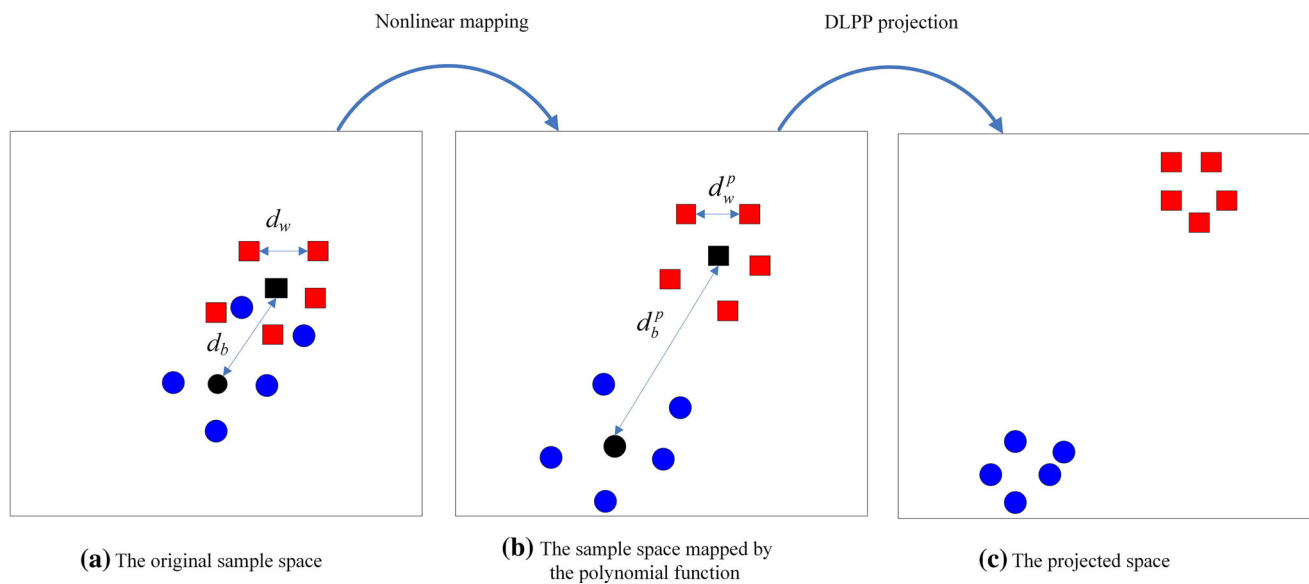 Nonlinear mapping
DLPP projection
d_w
d_b
d_w^p
d_b^p
(a) The original sample space
(b) The sample space mapped by
the polynomial function
(c) The projected space